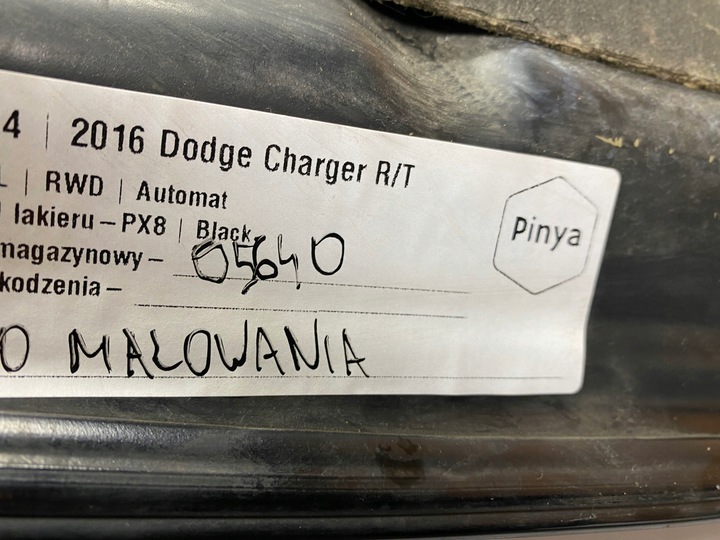 4 | 2016 Dodge Charger R/T
L | RWD | Automat
lakieru – PX8 | Black
magazynowy – 05640
kodzenia –
O MALOWANIA
Pinya